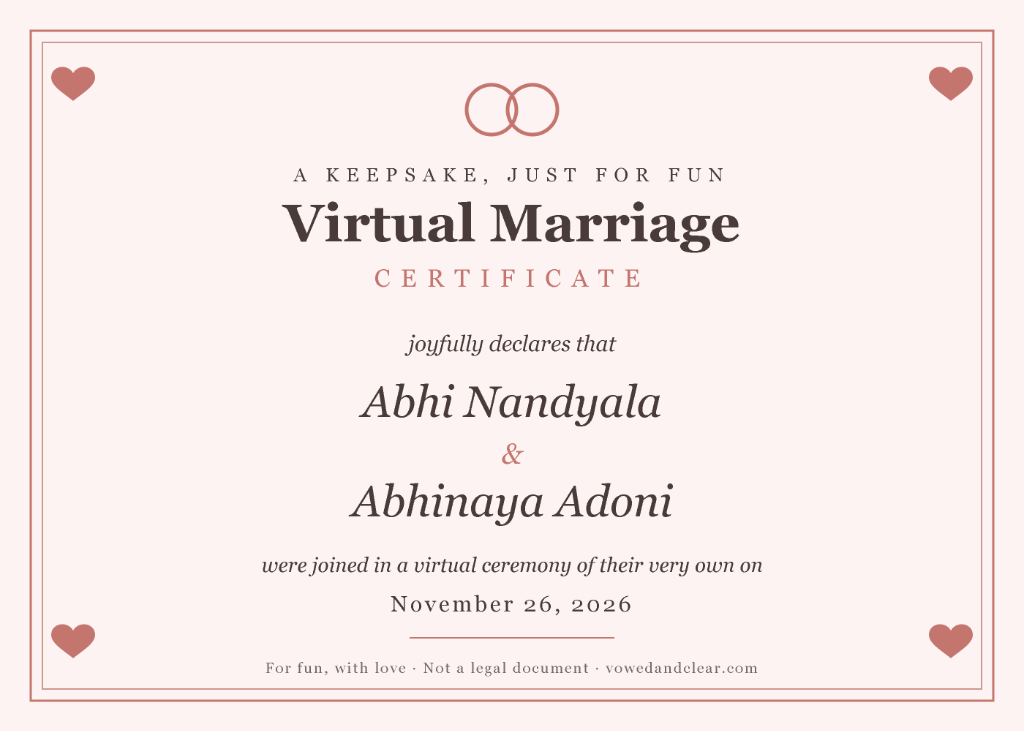 A KEEPSAKE, JUST FOR FUN
Virtual Marriage
CERTIFICATE
joyfully declares that
Abhi Nandyala
&
Abhinaya Adoni
were joined in a virtual ceremony of their very own on
November 26, 2026
For fun, with love · Not a legal document · vowedandclear.com